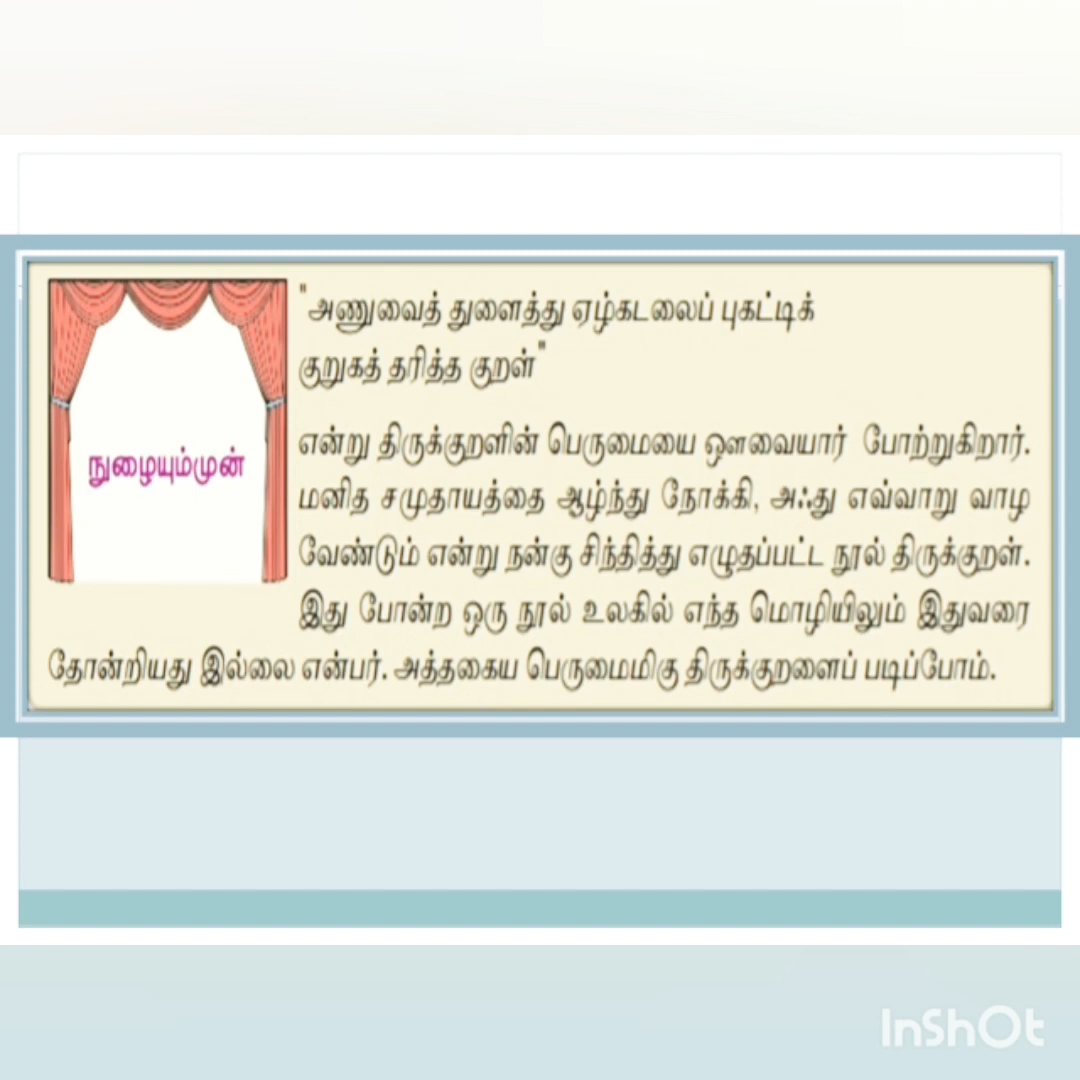 நுழையும்முன்
"அணுவைத் துளைத்து ஏழ்கடலைப் புகட்டிக்
குறுகத் தரித்த குறள்"
என்று திருக்குறளின் பெருமையை ஔவையார் போற்றுகிறார்.
மனித சமுதாயத்தை ஆழ்ந்து நோக்கி, அஃது எவ்வாறு வாழ
வேண்டும் என்று நன்கு சிந்தித்து எழுதப்பட்ட நூல் திருக்குறள்.
இது போன்ற ஒரு நூல் உலகில் எந்த மொழியிலும் இதுவரை
தோன்றியது இல்லை என்பர். அத்தகைய பெருமைமிகு திருக்குறளைப் படிப்போம்.
InShOt